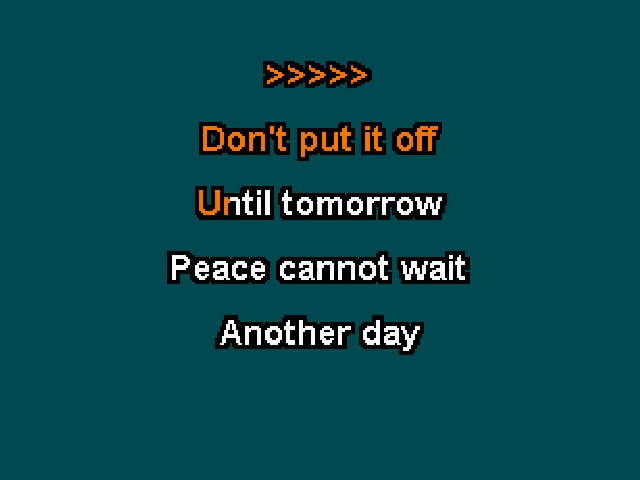 >>>>>
Don't put it off
Until tomorrow
Peace cannot wait
Another day